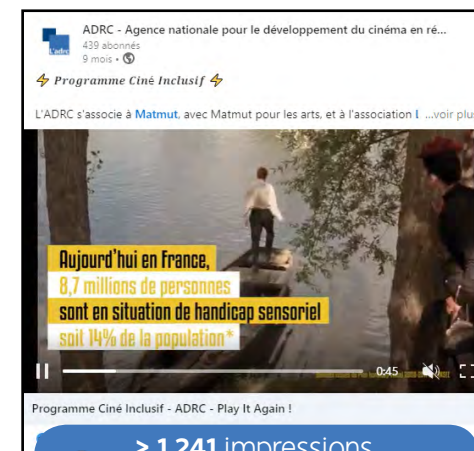 L'adrc
ADRC - Agence nationale pour le développement du cinéma en ré...
439 abonnés
9 mois •
⚡ Programme Ciné Inclusif ⚡
L'ADRC s'associe à Matmut, avec Matmut pour les arts, et à l'association l ...voir plus
Aujourd'hui en France,
8,7 millions de personnes
sont en situation de handicap sensoriel
soit 14% de la population*
0:45
Programme Ciné Inclusif - ADRC - Play It Again !
> 1 241 impressions